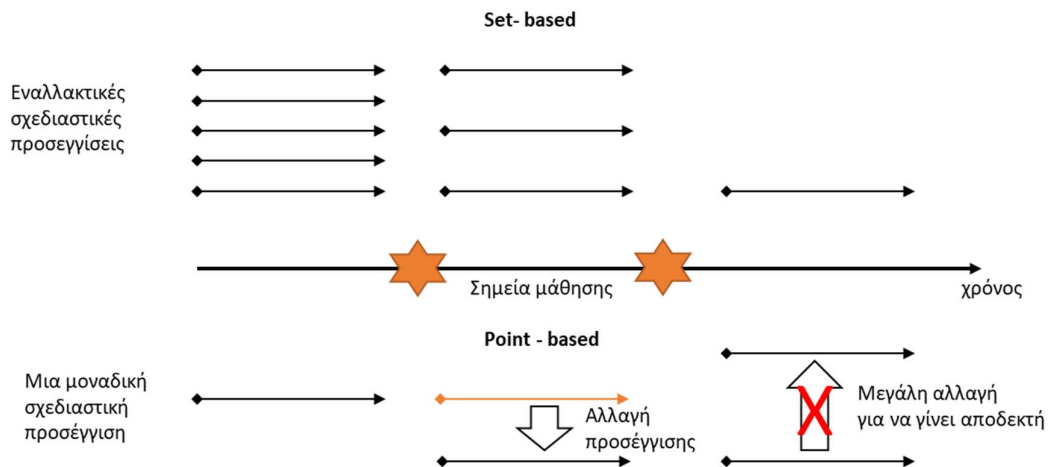 Set- based
Εναλλακτικές
σχεδιαστικές
προσεγγίσεις
Σημεία μάθησης
χρόνος
Point - based
Μια μοναδική
σχεδιαστική
προσέγγιση
Αλλαγή
προσέγγισης
Μεγάλη αλλαγή
για να γίνει αποδεκτή